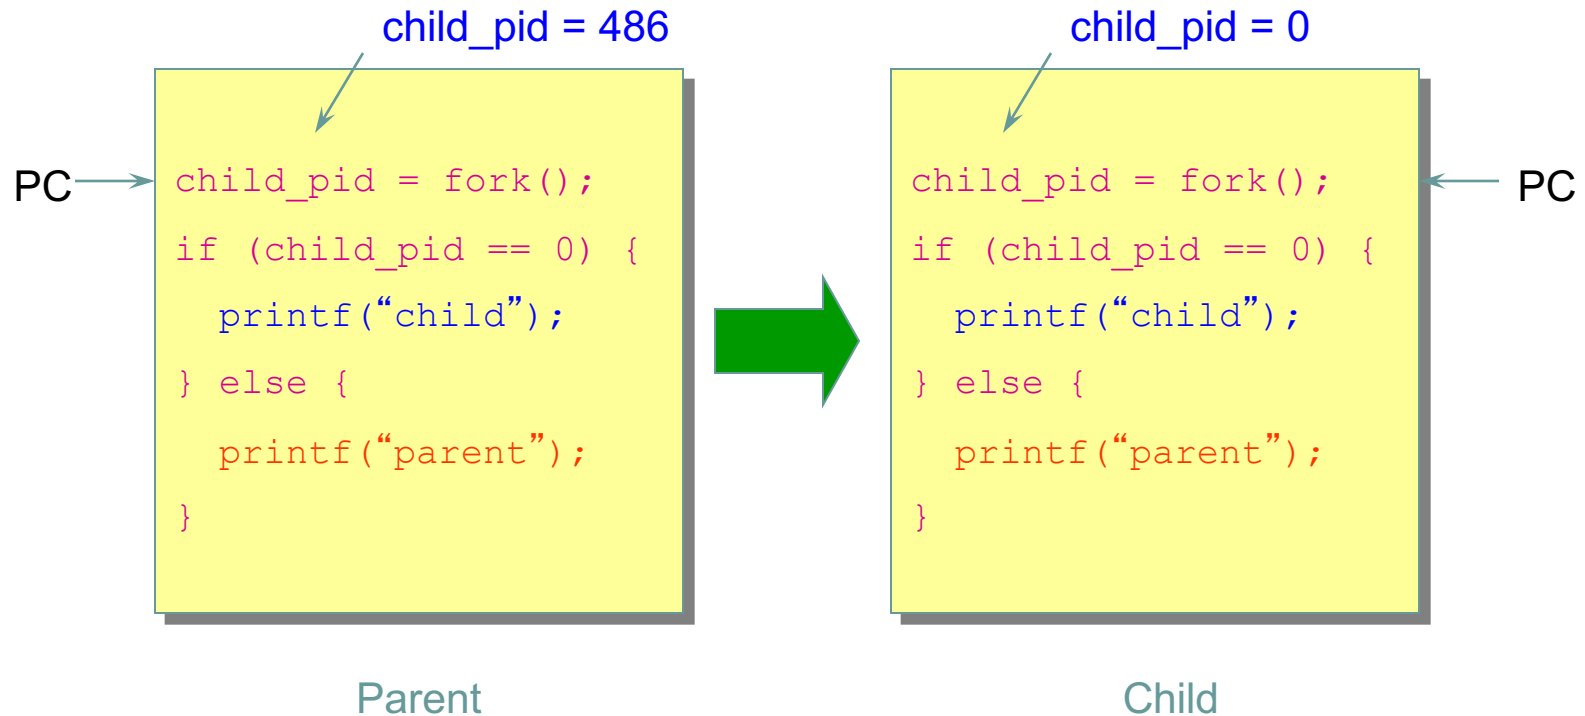 child_pid = 486
PC
child_pid = fork();
if (child_pid == 0) {
printf(“child”);
} else {
printf(“parent”);
}
Parent
child_pid = 0
PC
child_pid = fork();
if (child_pid == 0) {
printf(“child”);
} else {
printf(“parent”);
}
Child